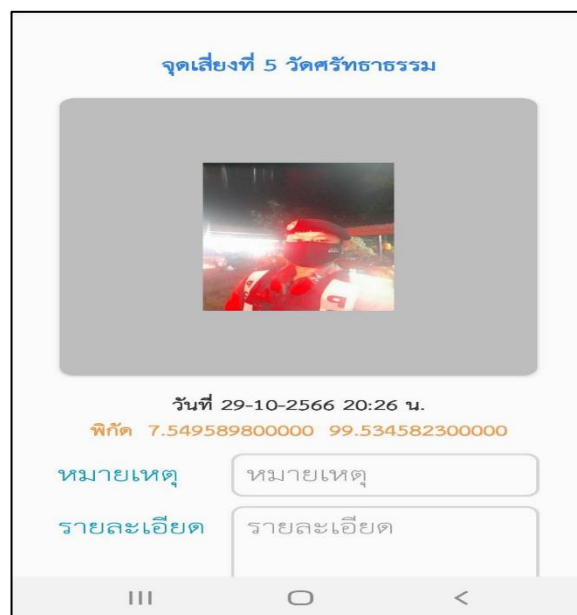 จุดเสี่ยงที่ 5 วัดศรัทธาธรรม
วันที่ 29-10-2566 20:26 น.
พิกัด 7.549589800000 99.534582300000
หมายเหตุ หมายเหตุ
รายละเอียด รายละเอียด